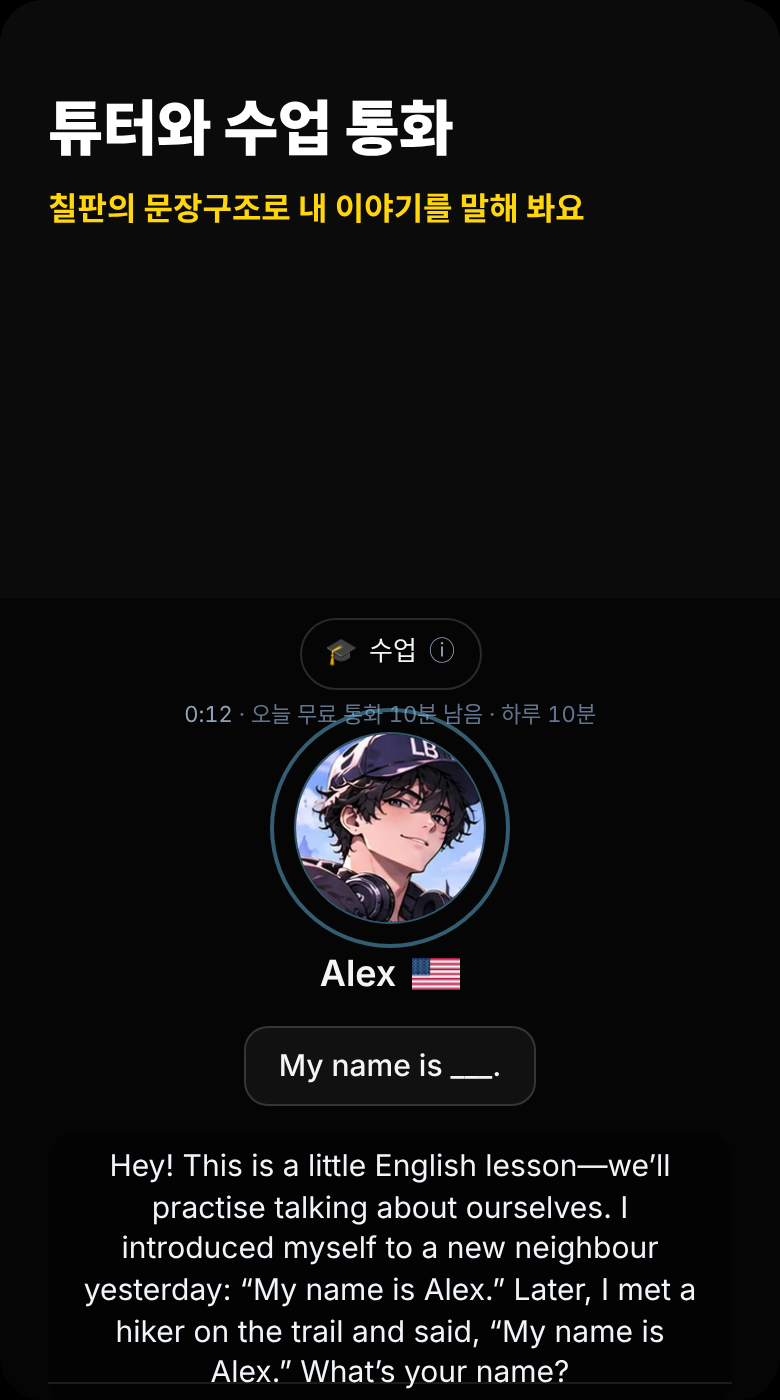 튜터와 수업 통화
칠판의 문장구조로 내 이야기를 말해 봐요
🎓 수업 ⓘ
0:12 · 오늘 무료 통화 10분 남음 · 하루 10분
LB
Alex 🇺🇸
My name is ___.
Hey! This is a little English lesson—we’ll
practise talking about ourselves. I
introduced myself to a new neighbour
yesterday: “My name is Alex.” Later, I met a
hiker on the trail and said, “My name is
Alex.” What’s your name?